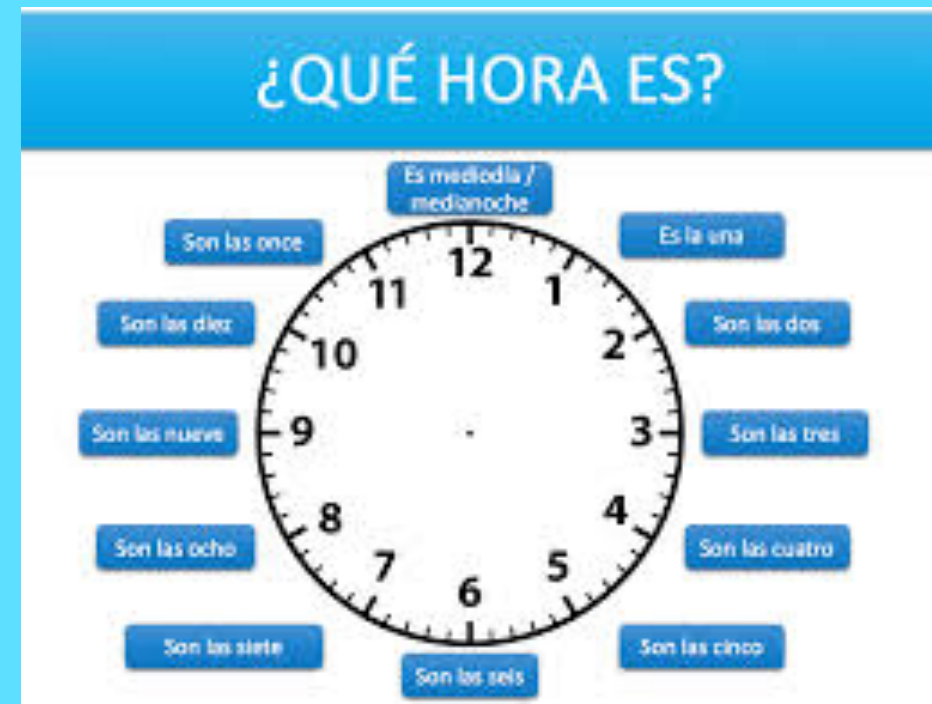 ¿QUÉ HORA ES?
Es mediodía /
medianoche
Son las once
Es la una
Son las diez
Son las dos
Son las nueve
Son las tres
Son las ocho
Son las cuatro
Son las siete
Son las cinco
Son las seis
12
11
1
10
2
9
3
8
4
7
5
6